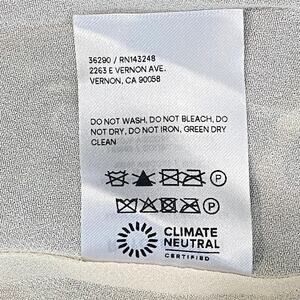 36290 / RN143248
2263 E VERNON AVE.
VERNON, CA 90058
DO NOT WASH, DO NOT BLEACH, DO
NOT DRY, DO NOT IRON, GREEN DRY
CLEAN
P
P
CLIMATE
NEUTRAL
CERTIFIED